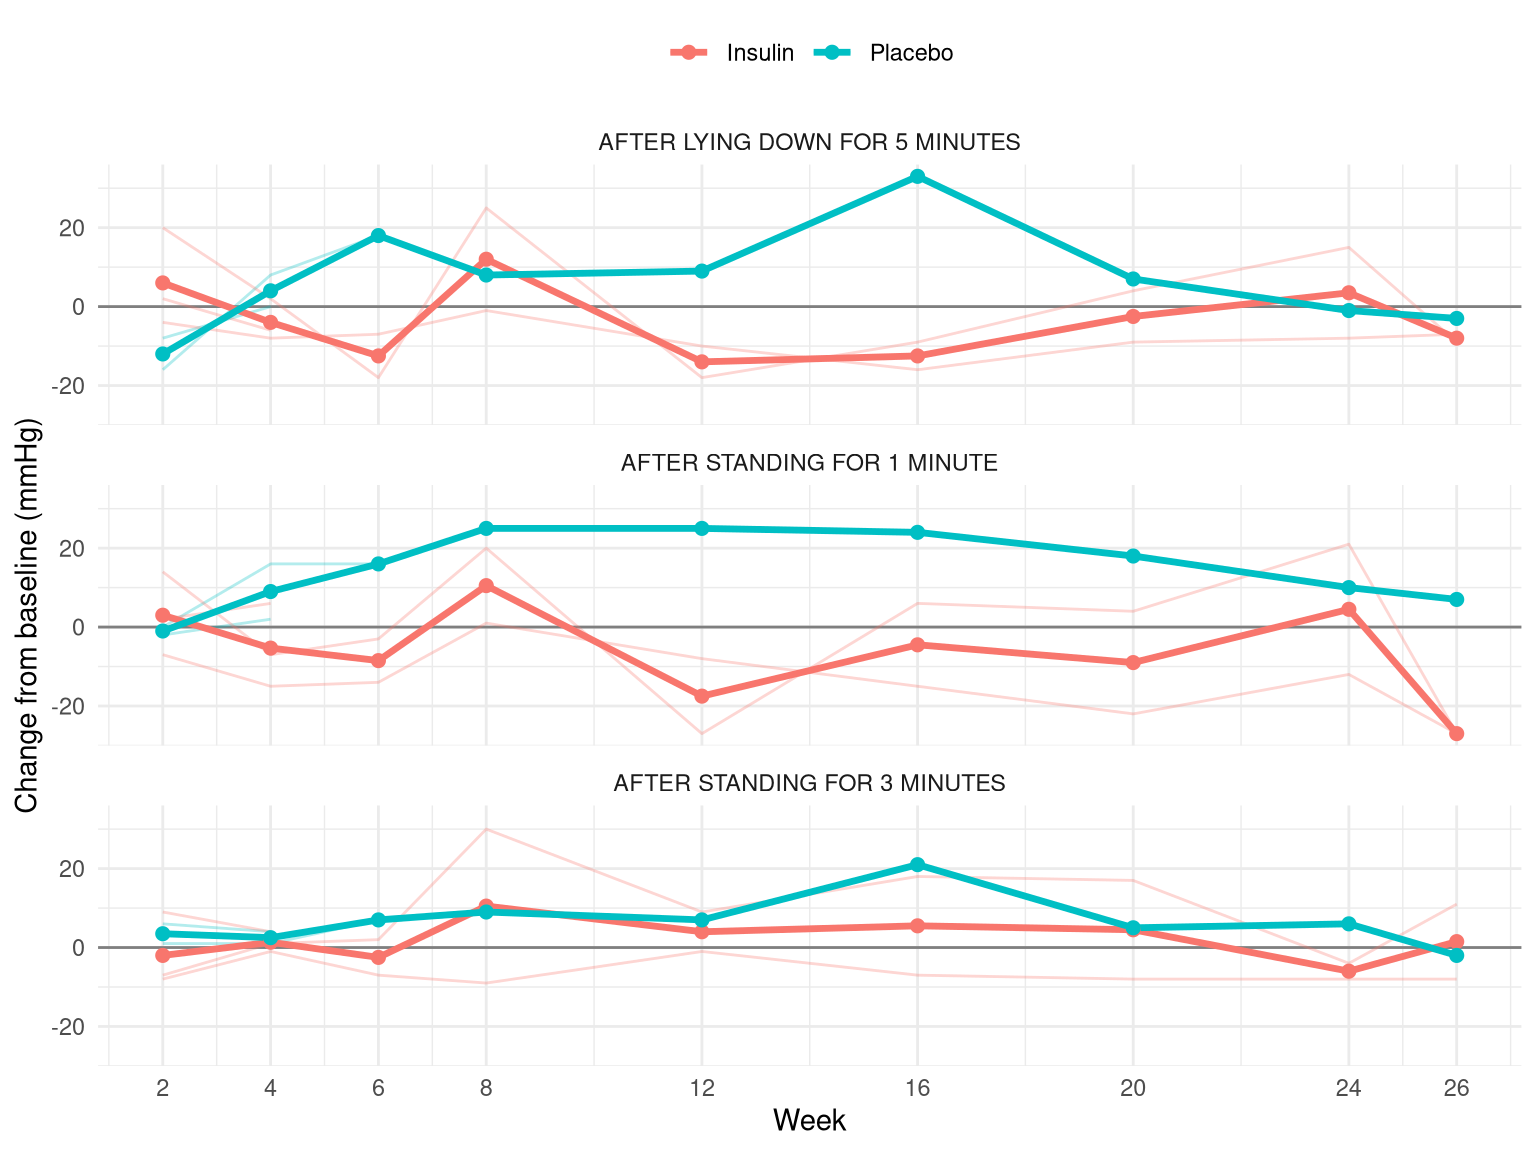 Insulin Placebo
AFTER LYING DOWN FOR 5 MINUTES
20
0
-20
AFTER STANDING FOR 1 MINUTE
20
0
-20
AFTER STANDING FOR 3 MINUTES
20
0
-20
Change from baseline (mmHg)
2 4 6 8 12 16 20 24 26
Week